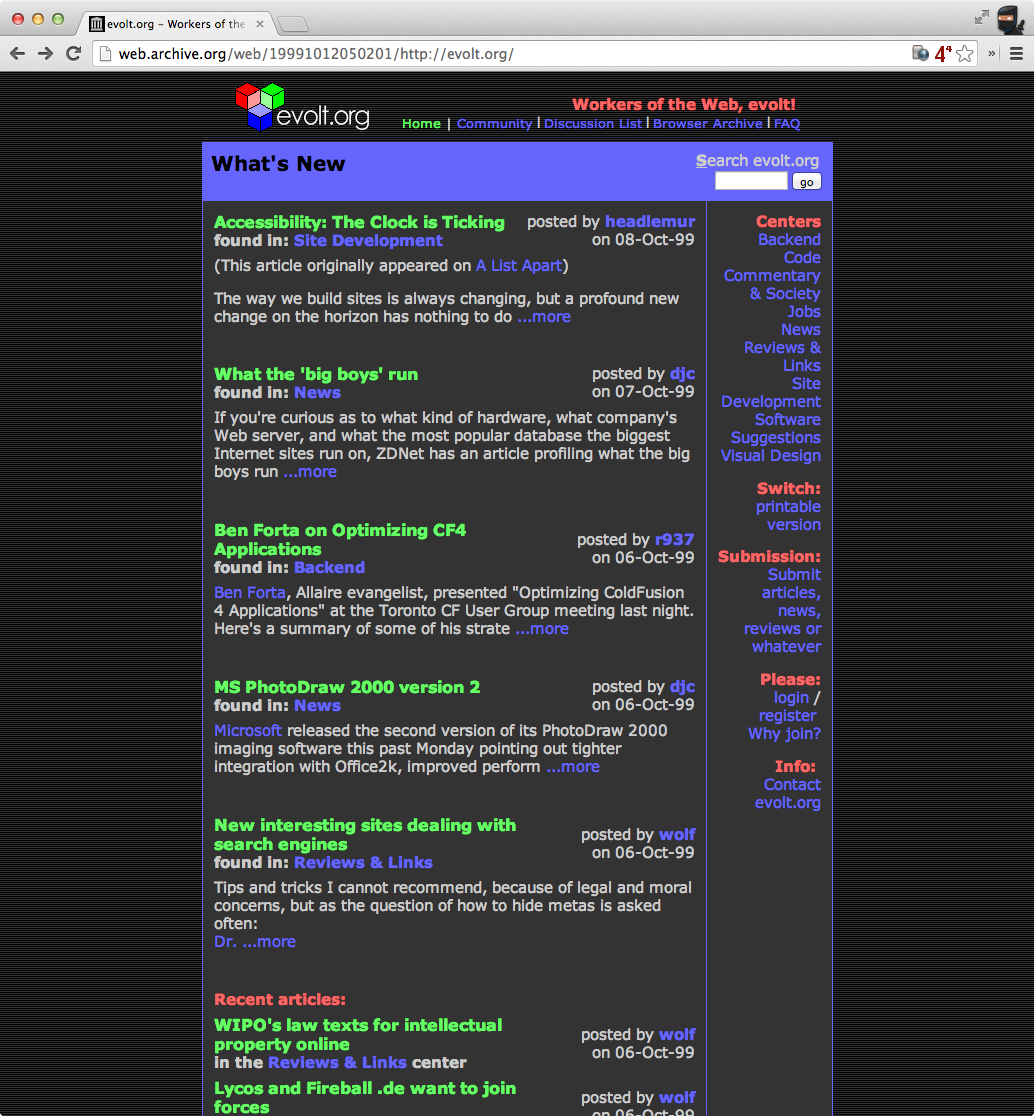 evolt.org – Workers of the
web.archive.org/web/19991012050201/http://evolt.org/
4
»
evolt.org
Workers of the Web, evolt!
Home | Community | Discussion List | Browser Archive | FAQ
What's New
Search evolt.org
go
Accessibility: The Clock is Ticking
found in: Site Development
posted by headlemur
on 08-Oct-99
(This article originally appeared on A List Apart)
The way we build sites is always changing, but a profound new
change on the horizon has nothing to do ...more
What the 'big boys' run
found in: News
posted by djc
on 07-Oct-99
If you're curious as to what kind of hardware, what company's
Web server, and what the most popular database the biggest
Internet sites run on, ZDNet has an article profiling what the big
boys run ...more
Ben Forta on Optimizing CF4
Applications
found in: Backend
posted by r937
on 06-Oct-99
Ben Forta, Allaire evangelist, presented "Optimizing ColdFusion
4 Applications" at the Toronto CF User Group meeting last night.
Here's a summary of some of his strate ...more
MS PhotoDraw 2000 version 2
found in: News
posted by djc
on 06-Oct-99
Microsoft released the second version of its PhotoDraw 2000
imaging software this past Monday pointing out tighter
integration with Office2k, improved perform ...more
New interesting sites dealing with
search engines
found in: Reviews & Links
posted by wolf
on 06-Oct-99
Tips and tricks I cannot recommend, because of legal and moral
concerns, but as the question of how to hide metas is asked
often:
Dr. ...more
Recent articles:
WIPO's law texts for intellectual
property online
in the Reviews & Links center
posted by wolf
on 06-Oct-99
Lycos and Fireball .de want to join
forces
posted by wolf
on 06-Oct-99
Centers
Backend
Code
Commentary
& Society
Jobs
News
Reviews &
Links
Site
Development
Software
Suggestions
Visual Design
Switch:
printable
version
Submission:
Submit
articles,
news,
reviews or
whatever
Please:
login /
register
Why join?
Info:
Contact
evolt.org